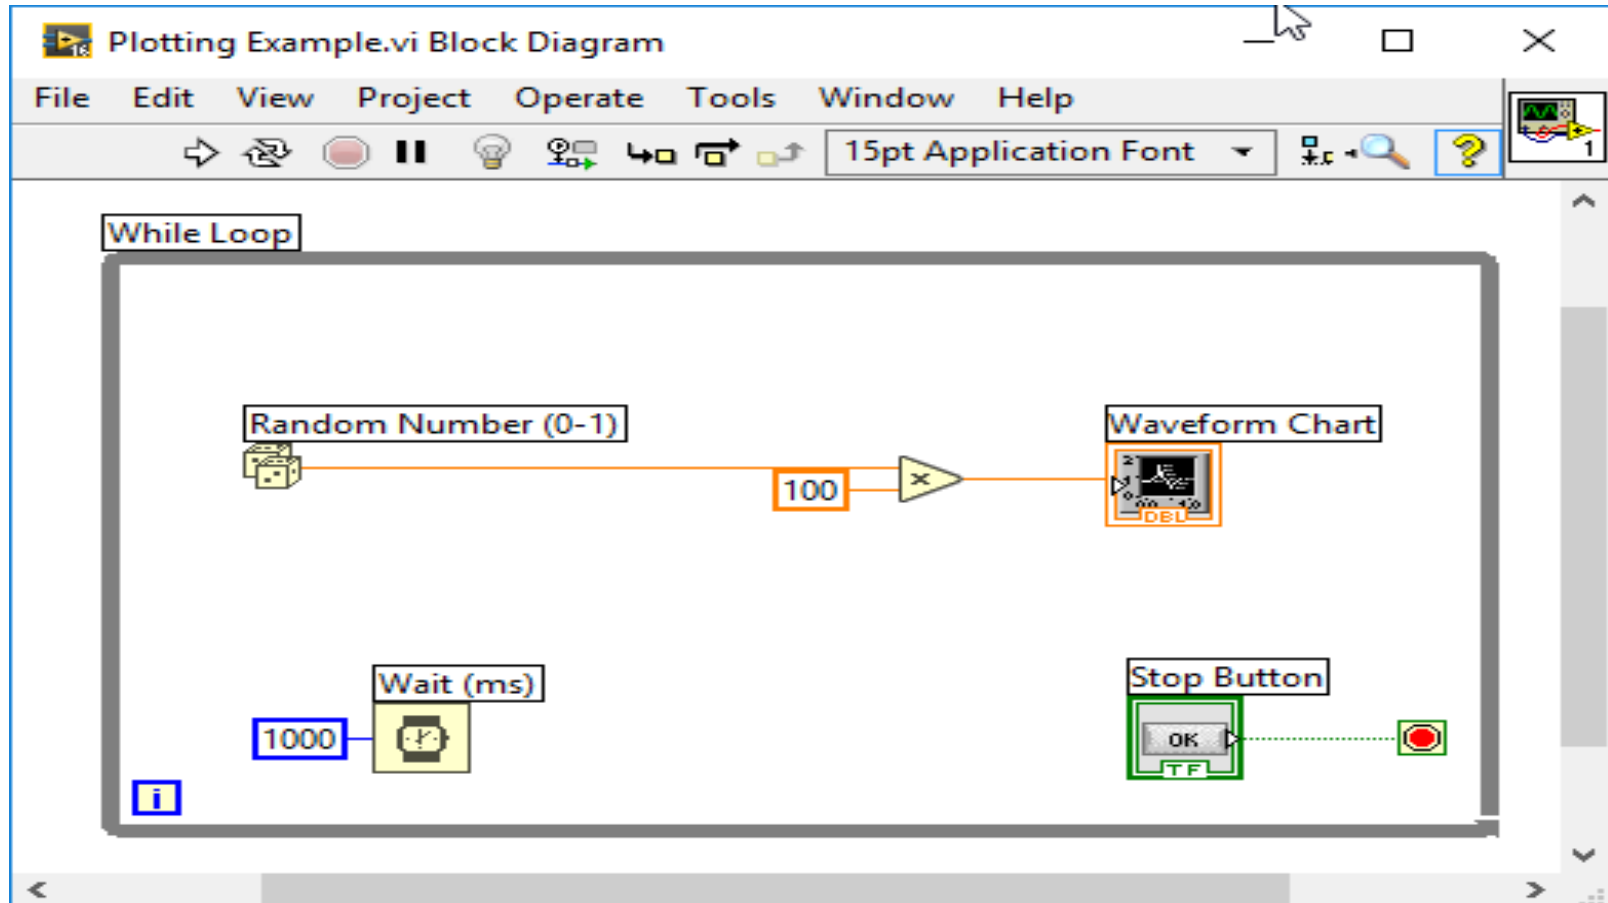 Plotting Example.vi Block Diagram
File Edit View Project Operate Tools Window Help
15pt Application Font
1
While Loop
Random Number (0-1)
Waveform Chart
100
DBL
Wait (ms)
Stop Button
1000
OK
TF
i